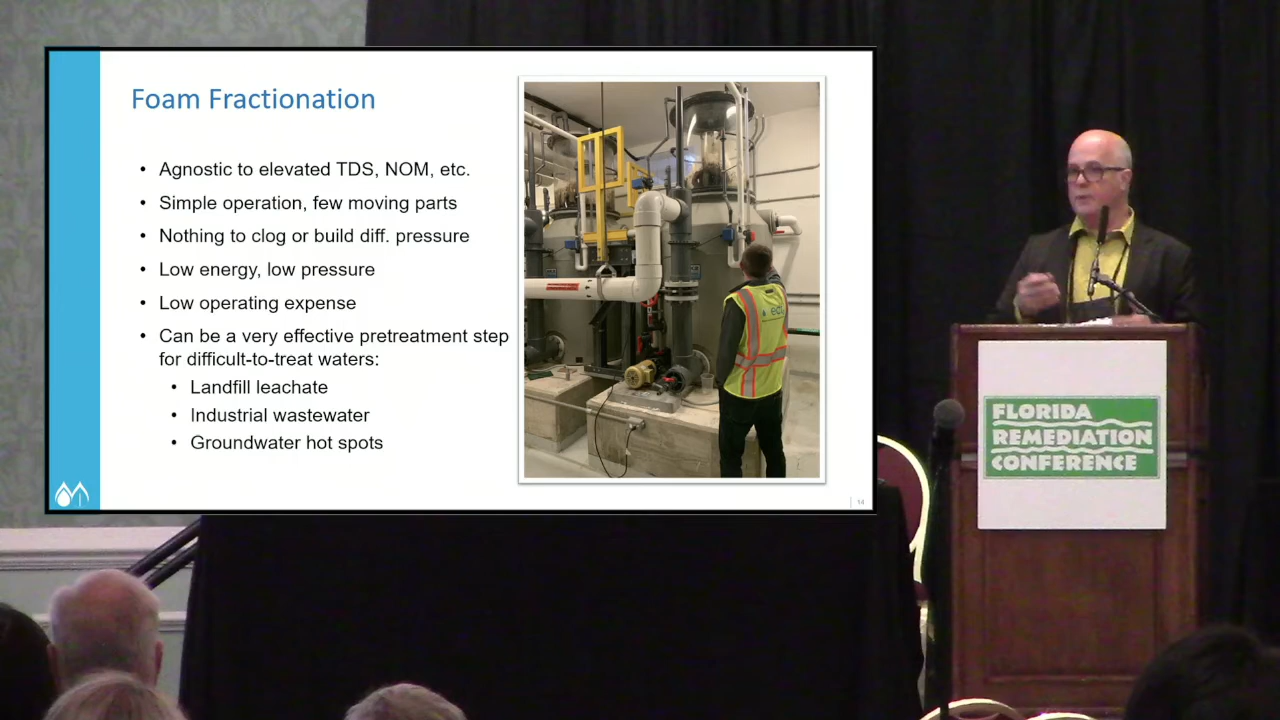 Foam Fractionation
• Agnostic to elevated TDS, NOM, etc.
• Simple operation, few moving parts
• Nothing to clog or build diff. pressure
• Low energy, low pressure
• Low operating expense
• Can be a very effective pretreatment step
for difficult-to-treat waters:
• Landfill leachate
• Industrial wastewater
• Groundwater hot spots
14
FLORIDA
REMEDIATION
CONFERENCE